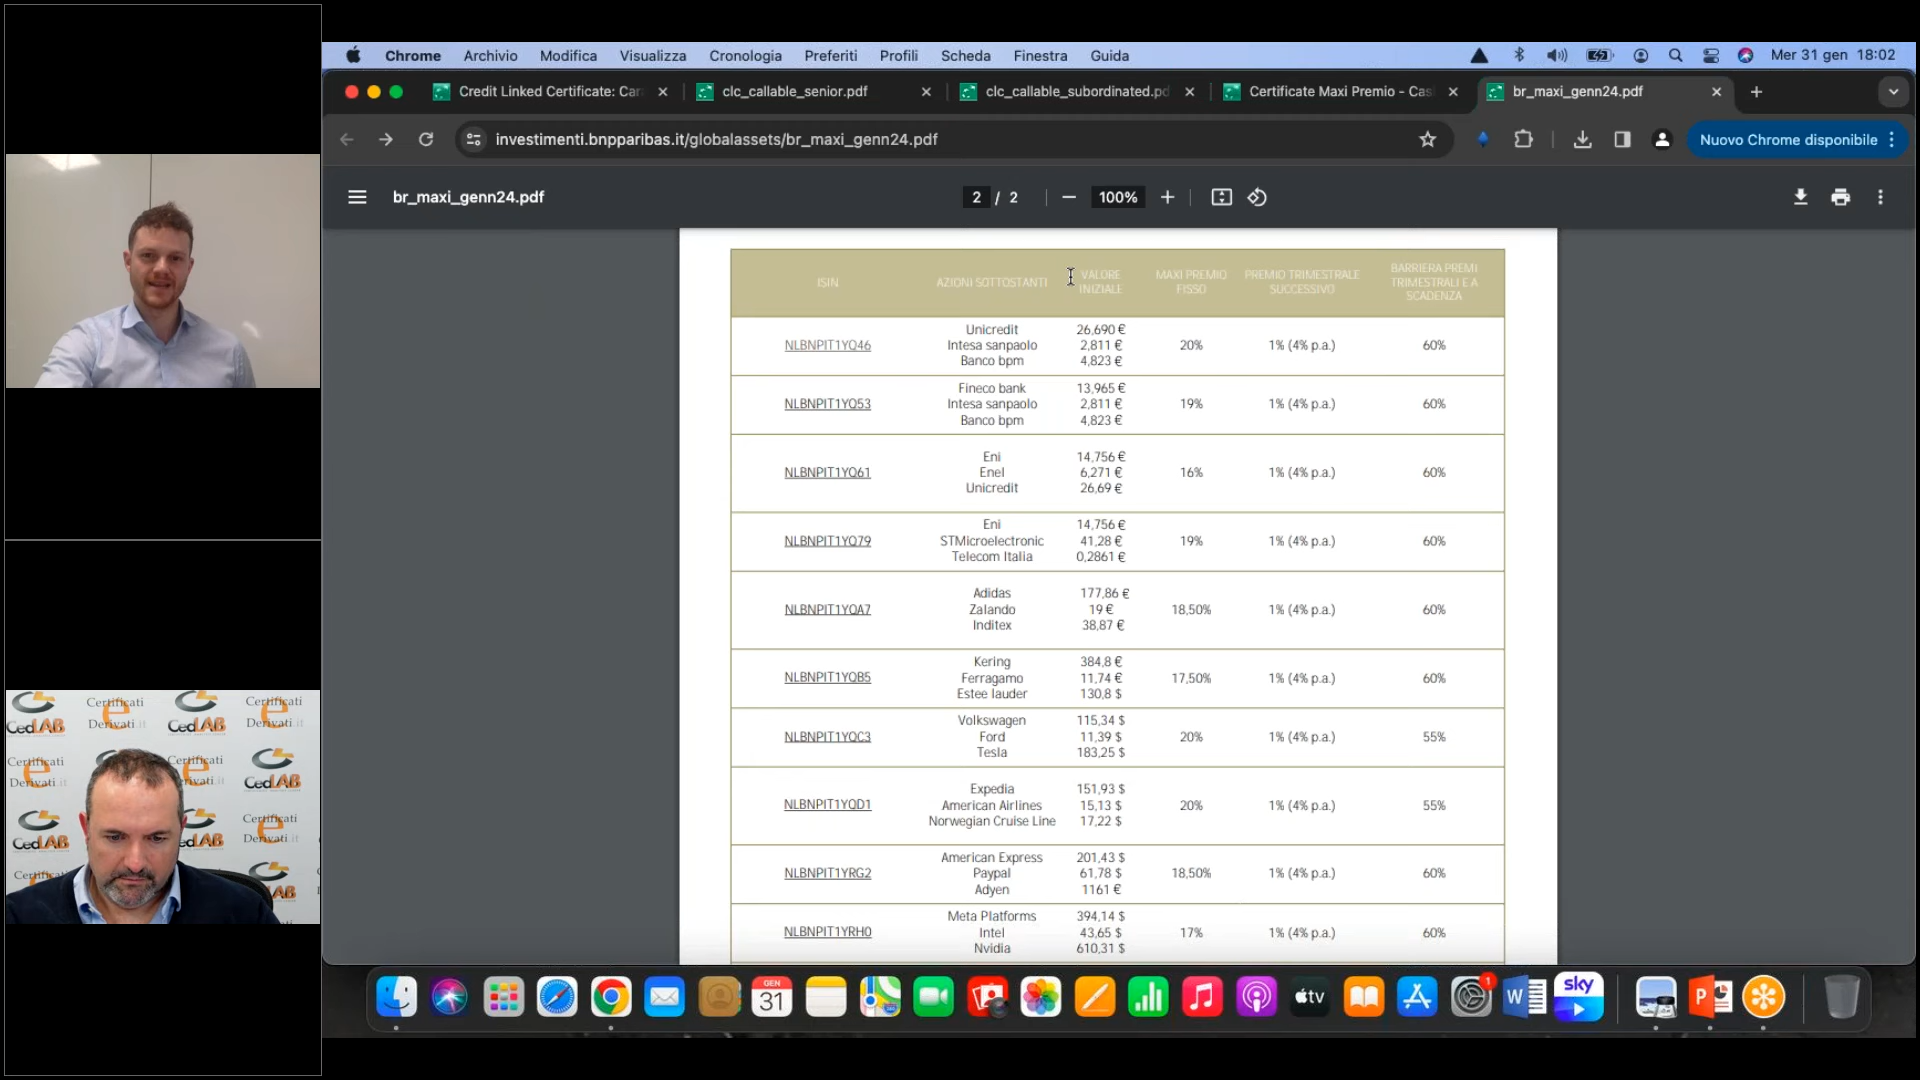 Chrome Archivio Modifica Visualizza Cronologia Preferiti Profili Scheda Finestra Guida Mer 31 gen 18:02
Credit Linked Certificate: Car
clc_callable_senior.pdf
clc_callable_subordinated.pd
Certificate Maxi Premio - Cas
br_maxi_genn24.pdf
investimenti.bnpparibas.it/globalassets/br_maxi_genn24.pdf
Nuovo Chrome disponibile
br_maxi_genn24.pdf
2 / 2
100%
ISIN
AZIONI SOTTOSTANTI
VALORE
INIZIALE
MAXI PREMIO
FISSO
PREMIO TRIMESTRALE
SUCCESSIVO
BARRIERA PREMI
TRIMESTRALI E A
SCADENZA
NLBNPIT1YQ46
Unicredit 26,690 €
Intesa sanpaolo 2,811 €
Banco bpm 4,823 €
20% 1% (4% p.a.) 60%
NLBNPIT1YQ53
Fineco bank 13,965 €
Intesa sanpaolo 2,811 €
Banco bpm 4,823 €
19% 1% (4% p.a.) 60%
NLBNPIT1YQ61
Eni 14,756 €
Enel 6,271 €
Unicredit 26,69 €
16% 1% (4% p.a.) 60%
NLBNPIT1YQ79
Eni 14,756 €
STMicroelectronic 41,28 €
Telecom Italia 0,2861 €
19% 1% (4% p.a.) 60%
NLBNPIT1YQA7
Adidas 177,86 €
Zalando 19 €
Inditex 38,87 €
18,50% 1% (4% p.a.) 60%
NLBNPIT1YQB5
Kering 384,8 €
Ferragamo 11,74 €
Estee lauder 130,8 $
17,50% 1% (4% p.a.) 60%
NLBNPIT1YQC3
Volkswagen 115,34 $
Ford 11,39 $
Tesla 183,25 $
20% 1% (4% p.a.) 55%
NLBNPIT1YQD1
Expedia 151,93 $
American Airlines 15,13 $
Norwegian Cruise Line 17,22 $
20% 1% (4% p.a.) 55%
NLBNPIT1YRG2
American Express 201,43 $
Paypal 61,78 $
Adyen 1161 €
18,50% 1% (4% p.a.) 60%
NLBNPIT1YRH0
Meta Platforms 394,14 $
Intel 43,65 $
Nvidia 610,31 $
17% 1% (4% p.a.) 60%
Certificati
Derivati.it
CedLAB
GEN
31
tv
1
W
sky
P